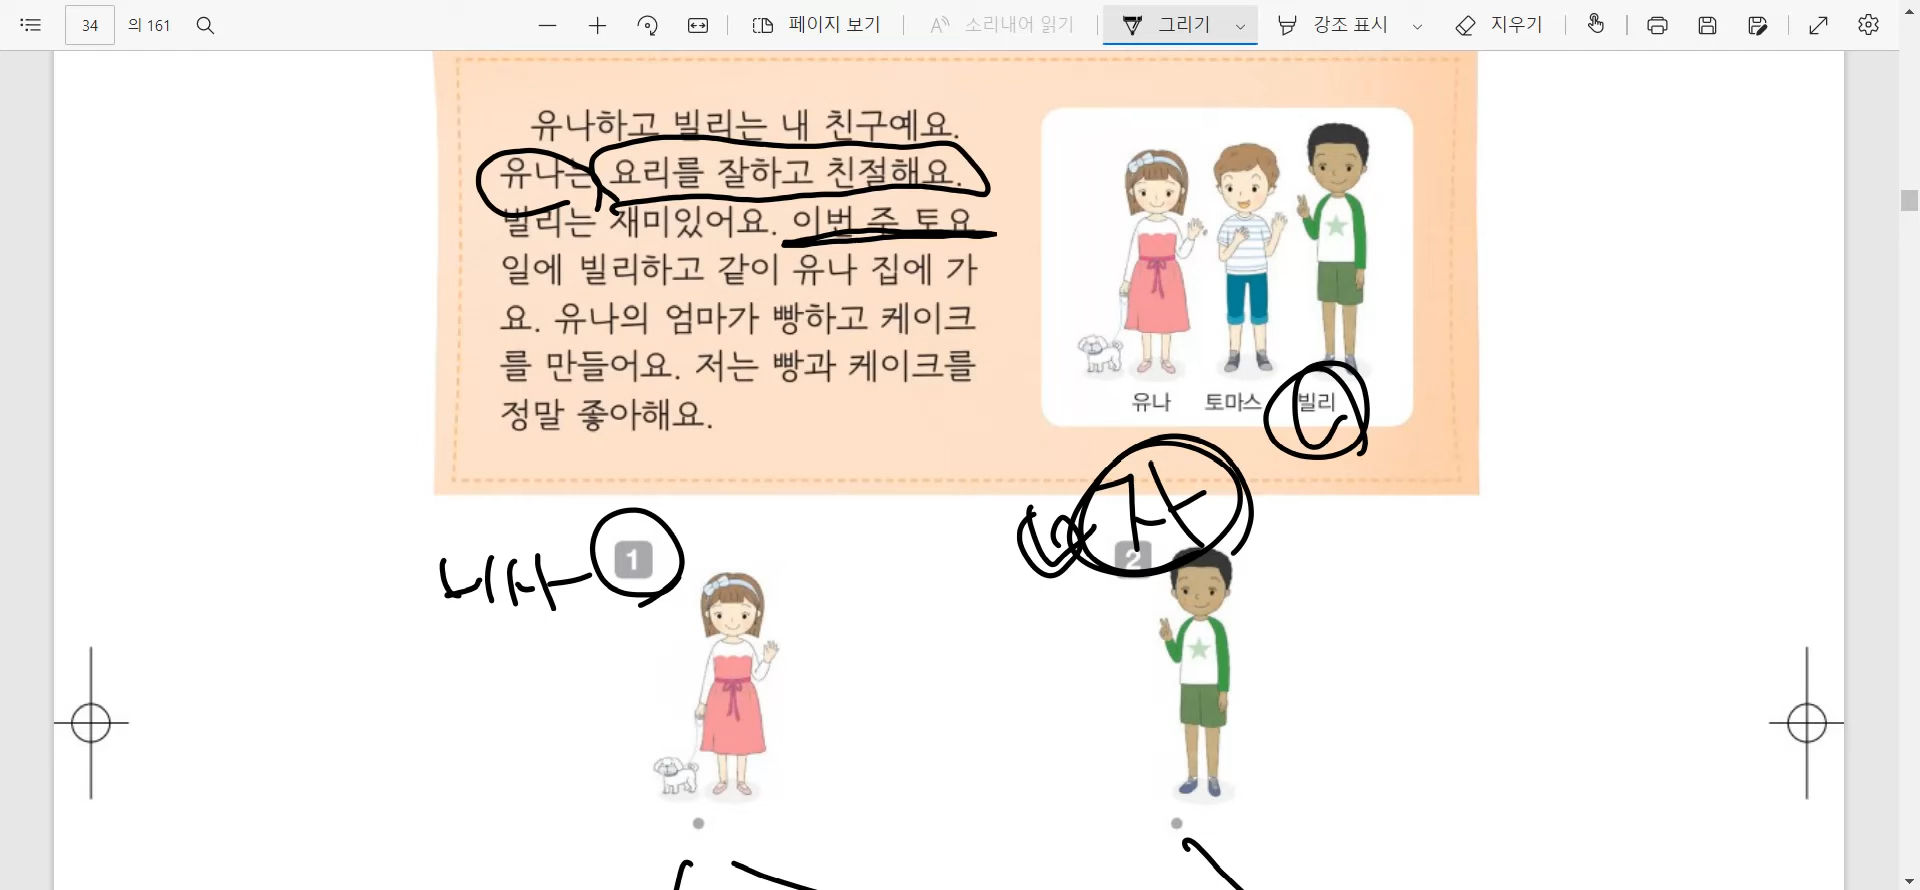 34 의 161 페이지 보기 소리내어 읽기 그리기 강조 표시 지우기
유나하고 빌리는 내 친구예요.
유나는 요리를 잘하고 친절해요.
빌리는 재미있어요. 이번 주 토요
일에 빌리하고 같이 유나 집에 가
요. 유나의 엄마가 빵하고 케이크
를 만들어요. 저는 빵과 케이크를
정말 좋아해요.
유나 토마스 빌리
1
2